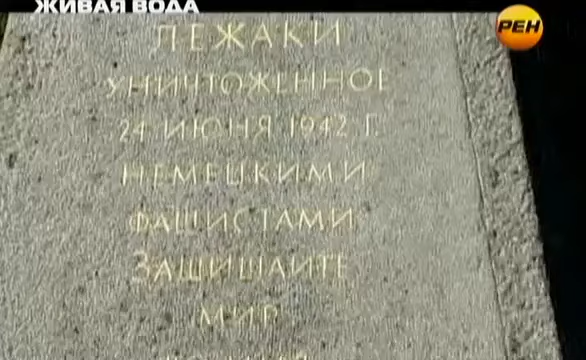 ЖИВАЯ ВОДА
РЕН
ЛЕЖАКИ
УНИЧТОЖЕННОЕ
24 ИЮНЯ 1942 Г.
НЕМЕЦКИМИ
ФАШИСТАМИ
ЗАЩИЩАЙТЕ
МИР